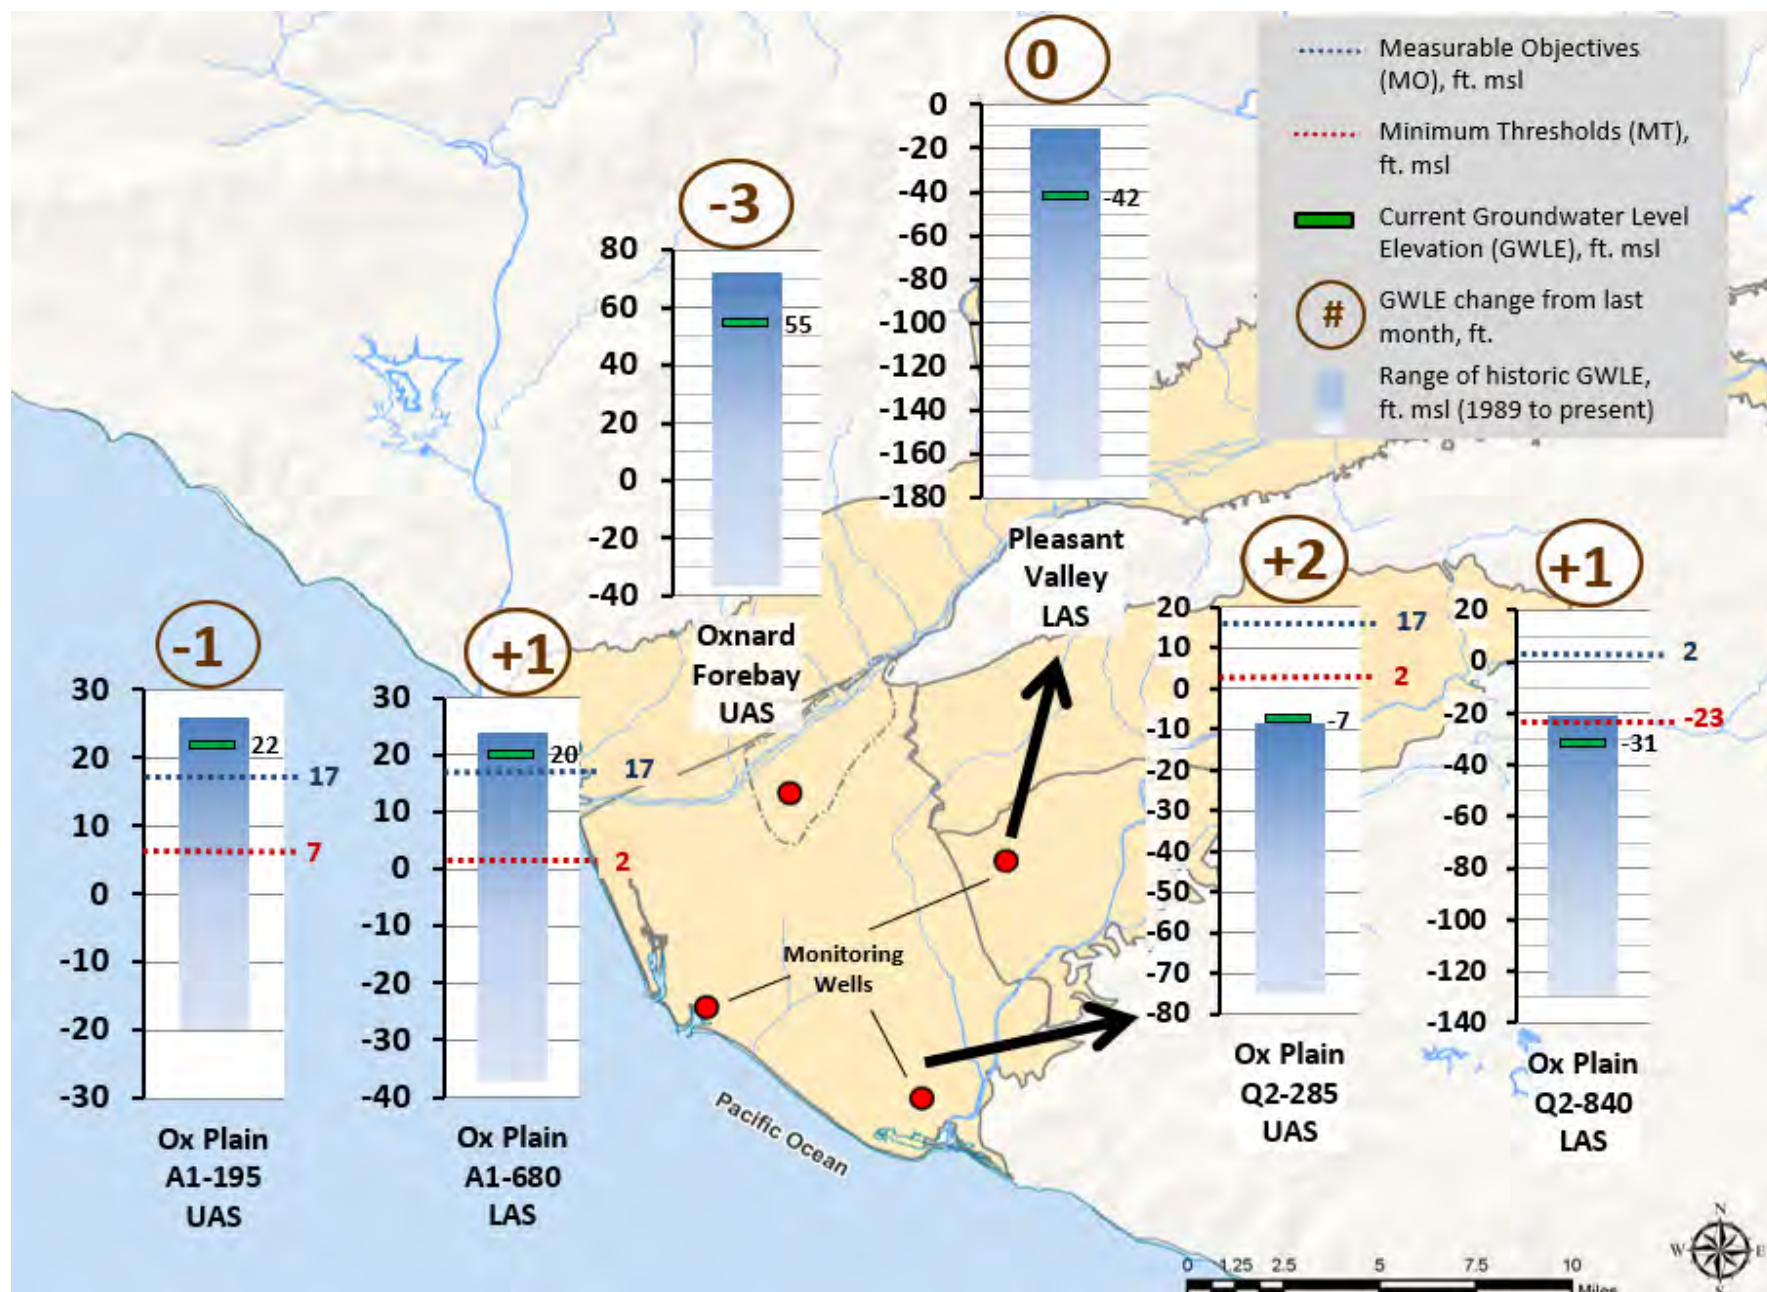 0
0
-20
-40
-60
-80
-100
-120
-140
-160
-180
-42
Pleasant
Valley
LAS
Measurable Objectives
(MO), ft. msl
Minimum Thresholds (MT),
ft. msl
Current Groundwater Level
Elevation (GWLE), ft. msl
#
GWLE change from last
month, ft.
Range of historic GWLE,
ft. msl (1989 to present)
-3
80
60
40
20
0
-20
-40
55
Oxnard
Forebay
UAS
-1
30
20
10
0
-10
-20
-30
22
17
7
Ox Plain
A1-195
UAS
+1
30
20
10
0
-10
-20
-30
-40
20
17
2
Ox Plain
A1-680
LAS
+2
20
10
0
-10
-20
-30
-40
-50
-60
-70
-80
17
2
-7
Ox Plain
Q2-285
UAS
+1
20
0
-20
-40
-60
-80
-100
-120
-140
2
-23
-31
Ox Plain
Q2-840
LAS
Monitoring
Wells
Pacific Ocean
N
W
E
S
0 1.25 2.5 5 7.5 10
Miles